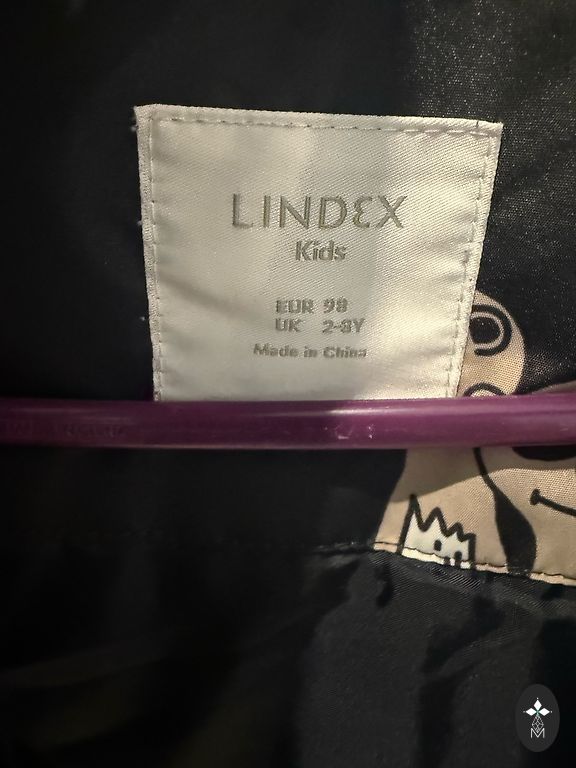 LINDEX
Kids
EUR 98
UK 2-3Y
Made in China
M